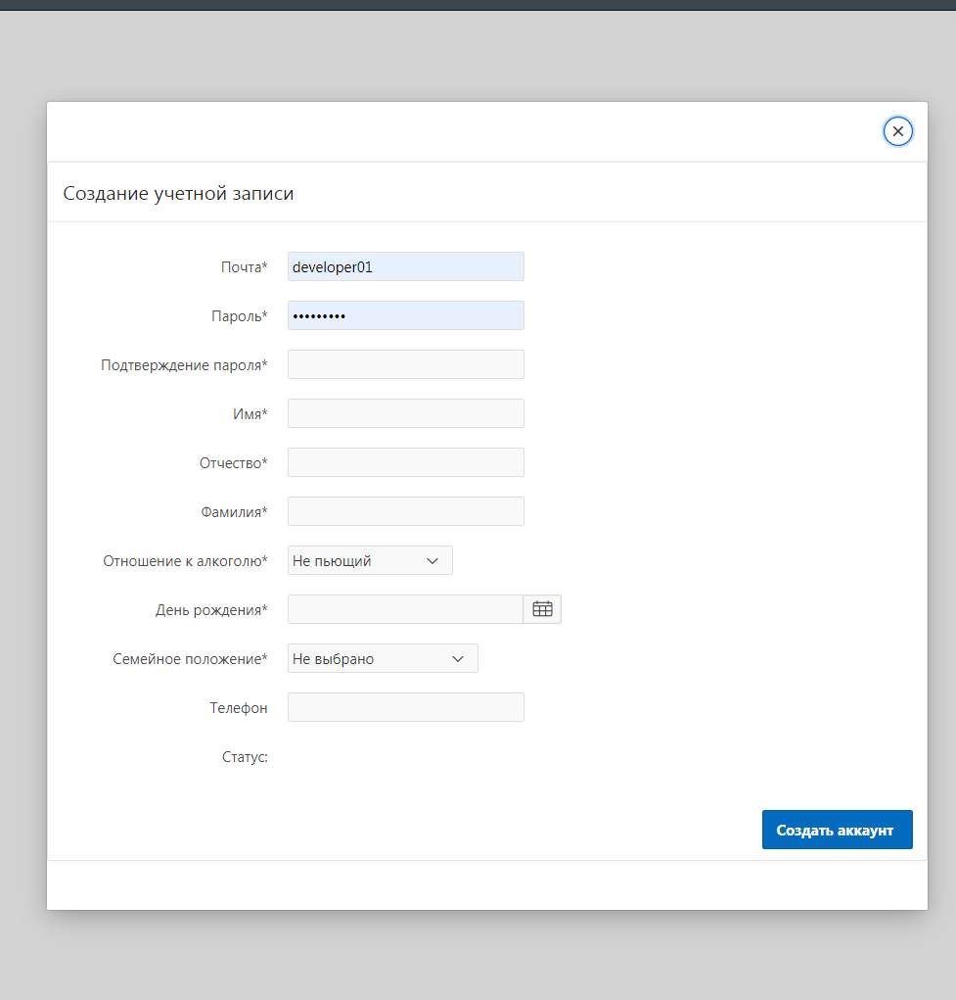 Создание учетной записи
Почта* developer01
Пароль* •••••••••
Подтверждение пароля*
Имя*
Отчество*
Фамилия*
Отношение к алкоголю* Не пьющий
День рождения*
Семейное положение* Не выбрано
Телефон
Статус:
Создать аккаунт